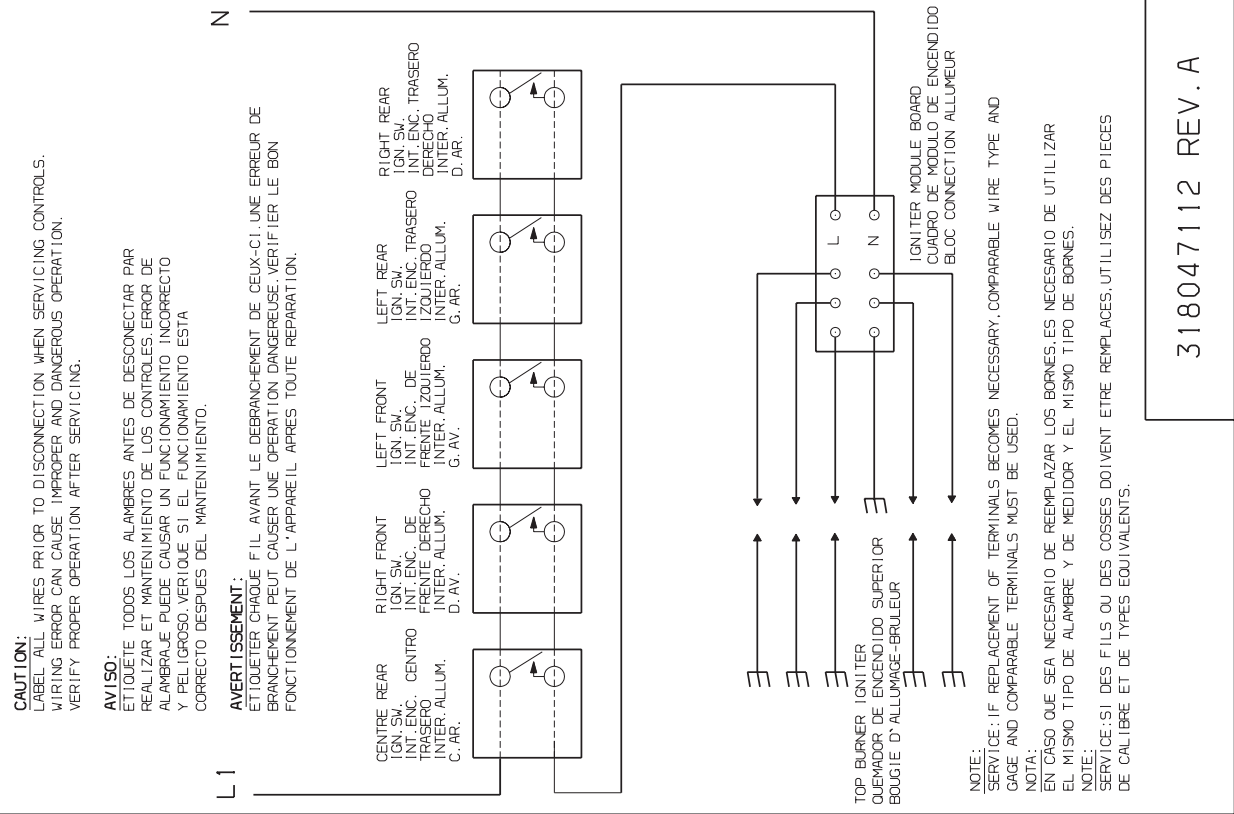 CAUTION:
LABEL ALL WIRES PRIOR TO DISCONNECTION WHEN SERVICING CONTROLS.
WIRING ERROR CAN CAUSE IMPROPER AND DANGEROUS OPERATION.
VERIFY PROPER OPERATION AFTER SERVICING.
AVISO:
ETIQUETE TODOS LOS ALAMBRES ANTES DE DESCONECTAR PAR
REALIZAR ET MANTENIMIENTO DE LOS CONTROLES. ERROR DE
ALAMBRAJE PUEDE CAUSAR UN FUNCIONAMIENTO INCORRECTO
Y PELIGROSO. VERIQUE SI EL FUNCIONAMIENTO ESTA
CORRECTO DESPUES DEL MANTENIMIENTO.
AVERTISSEMENT:
ETIQUETER CHAQUE FIL AVANT LE DEBRANCHEMENT DE CEUX-CI. UNE ERREUR DE
BRANCHEMENT PEUT CAUSER UNE OPERATION DANGEREUSE. VERIFIER LE BON
FONCTIONNEMENT DE L'APPAREIL APRES TOUTE REPARATION.
L1
N
CENTRE REAR
IGN. SW.
INT. ENC. CENTRO
TRASERO
INTER. ALLUM.
C. AR.
RIGHT FRONT
IGN. SW.
INT. ENC. DE
FRENTE DERECHO
INTER. ALLUM.
D. AV.
LEFT FRONT
IGN. SW.
INT. ENC. DE
FRENTE IZQUIERDO
INTER. ALLUM.
G. AV.
LEFT REAR
IGN. SW.
INT. ENC. TRASERO
IZQUIERDO
INTER. ALLUM.
G. AR.
RIGHT REAR
IGN. SW.
INT. ENC. TRASERO
DERECHO
INTER. ALLUM.
D. AR.
L
N
IGNITER MODULE BOARD
CUADRO DE MODULO DE ENCENDIDO
BLOC CONNECTION ALLUMEUR
TOP BURNER IGNITER
QUEMADOR DE ENCENDIDO SUPERIOR
BOUGIE D'ALLUMAGE-BRULEUR
NOTE:
SERVICE: IF REPLACEMENT OF TERMINALS BECOMES NECESSARY, COMPARABLE WIRE TYPE AND
GAGE AND COMPARABLE TERMINALS MUST BE USED.
NOTA:
EN CASO QUE SEA NECESARIO DE REEMPLAZAR LOS BORNES, ES NECESARIO DE UTILIZAR
EL MISMO TIPO DE ALAMBRE Y DE MEDIDOR Y EL MISMO TIPO DE BORNES.
NOTE:
SERVICE: SI DES FILS OU DES COSSES DOIVENT ETRE REMPLACES, UTILISEZ DES PIECES
DE CALIBRE ET DE TYPES EQUIVALENTS.
318047112 REV. A